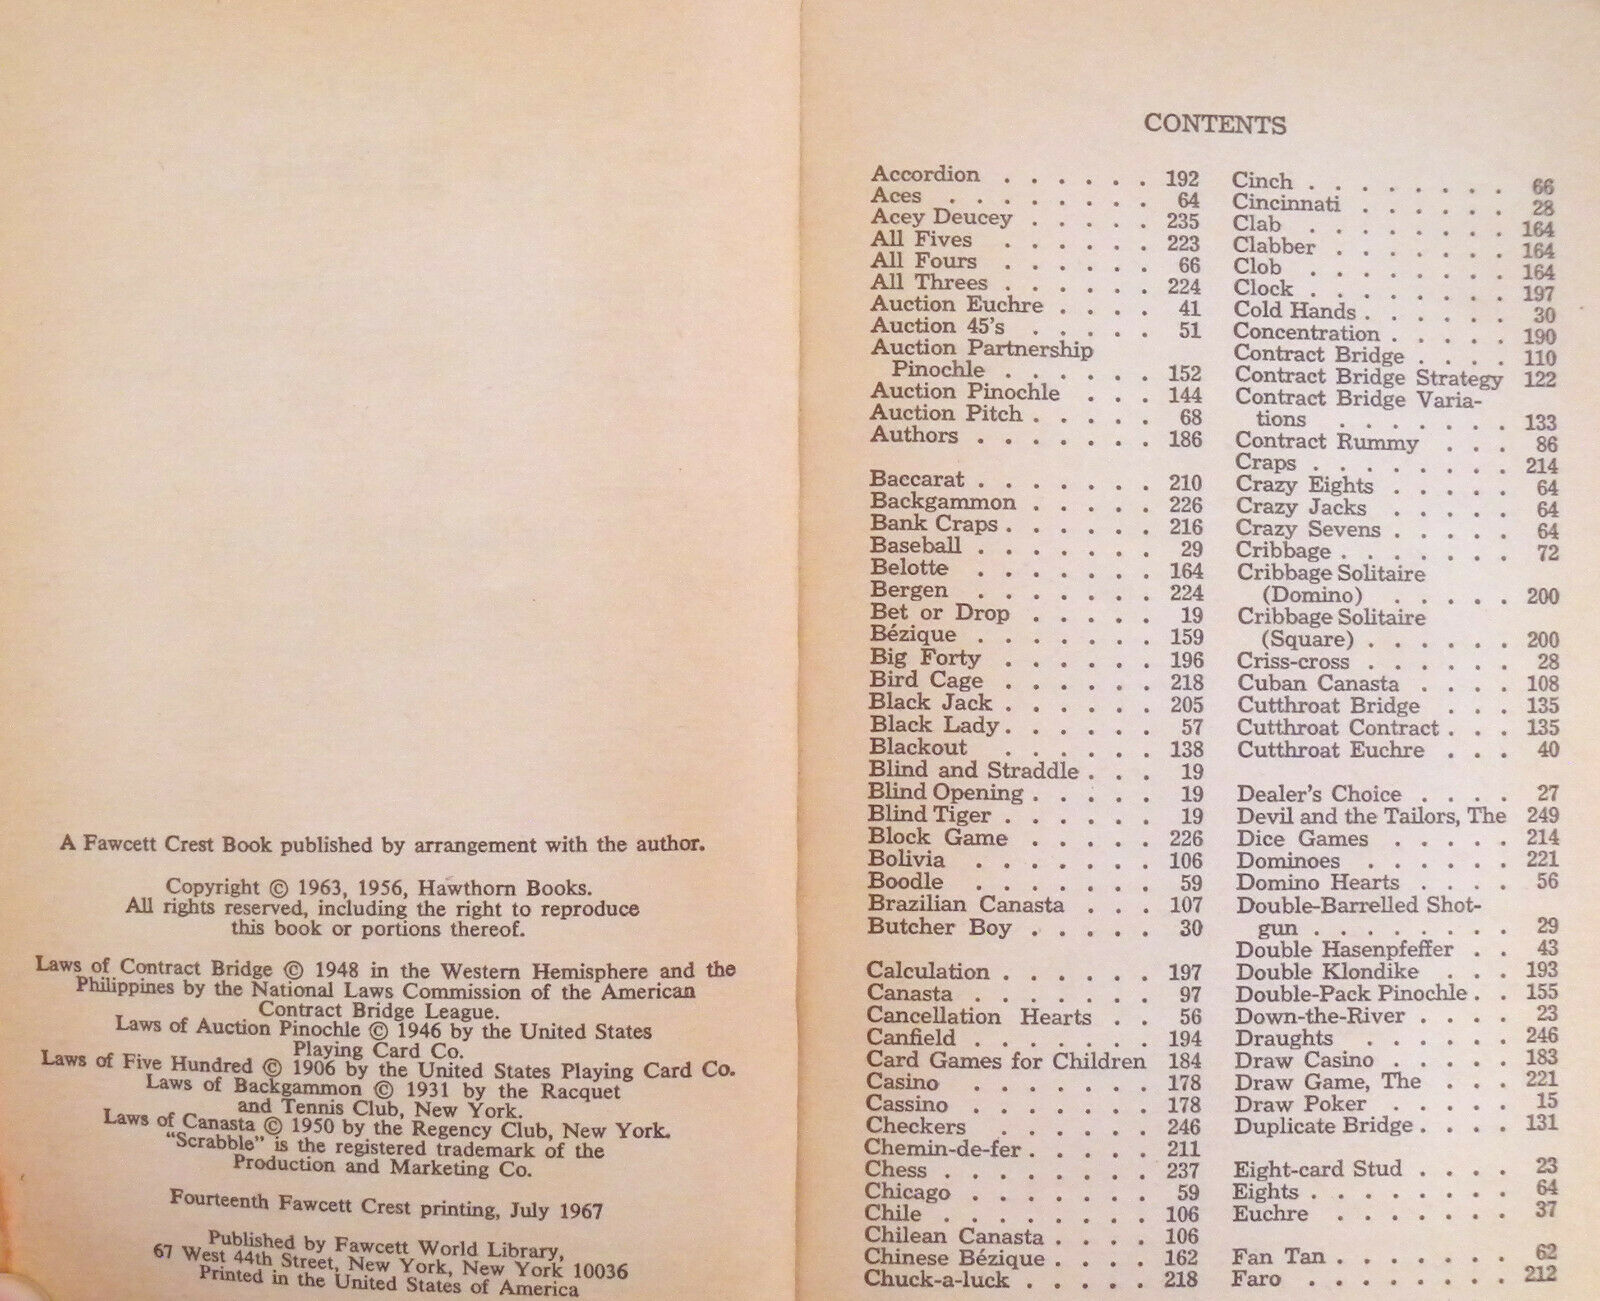 A Fawcett Crest Book published by arrangement with the author.
Copyright © 1963, 1956, Hawthorn Books.
All rights reserved, including the right to reproduce
this book or portions thereof.
Laws of Contract Bridge © 1948 in the Western Hemisphere and the
Philippines by the National Laws Commission of the American
Contract Bridge League.
Laws of Auction Pinochle © 1946 by the United States
Playing Card Co.
Laws of Five Hundred © 1906 by the United States Playing Card Co.
Laws of Backgammon © 1931 by the Racquet
and Tennis Club, New York.
Laws of Canasta © 1950 by the Regency Club, New York.
"Scrabble" is the registered trademark of the
Production and Marketing Co.
Fourteenth Fawcett Crest printing, July 1967
Published by Fawcett World Library,
67 West 44th Street, New York, New York 10036
Printed in the United States of America
CONTENTS
Accordion . . . . . . 192
Aces . . . . . . . . 64
Acey Deucey . . . . . 235
All Fives . . . . . . 223
All Fours . . . . . . 66
All Threes . . . . . . 224
Auction Euchre . . . . 41
Auction 45's . . . . . 51
Auction Partnership
Pinochle . . . . . . 152
Auction Pinochle . . . 144
Auction Pitch . . . . . 68
Authors . . . . . . . 186
Baccarat . . . . . . . 210
Backgammon . . . . . 226
Bank Craps . . . . . . 216
Baseball . . . . . . . 29
Belotte . . . . . . . 164
Bergen . . . . . . . 224
Bet or Drop . . . . . 19
Bézique . . . . . . . 159
Big Forty . . . . . . 196
Bird Cage . . . . . . 218
Black Jack . . . . . . 205
Black Lady . . . . . . 57
Blackout . . . . . . 138
Blind and Straddle . . . 19
Blind Opening . . . . . 19
Blind Tiger . . . . . . 19
Block Game . . . . . 226
Bolivia . . . . . . . 106
Boodle . . . . . . . 59
Brazilian Canasta . . . 107
Butcher Boy . . . . . 30
Calculation . . . . . . 197
Canasta . . . . . . . 97
Cancellation Hearts . . 56
Canfield . . . . . . . 194
Card Games for Children 184
Casino . . . . . . . 178
Cassino . . . . . . . 178
Checkers . . . . . . 246
Chemin-de-fer . . . . . 211
Chess . . . . . . . . 237
Chicago . . . . . . . 59
Chile . . . . . . . . 106
Chilean Canasta . . . . 106
Chinese Bézique . . . . 162
Chuck-a-luck . . . . . 218
Cinch . . . . . . . . 66
Cincinnati . . . . . . 28
Clab . . . . . . . . 164
Clabber . . . . . . . 164
Clob . . . . . . . . 164
Clock . . . . . . . . 197
Cold Hands . . . . . . 30
Concentration . . . . . 190
Contract Bridge . . . . 110
Contract Bridge Strategy 122
Contract Bridge Varia-
tions . . . . . . . 133
Contract Rummy . . . 86
Craps . . . . . . . . 214
Crazy Eights . . . . . 64
Crazy Jacks . . . . . 64
Crazy Sevens . . . . . 64
Cribbage . . . . . . . 72
Cribbage Solitaire
(Domino) . . . . . 200
Cribbage Solitaire
(Square) . . . . . . 200
Criss-cross . . . . . . 28
Cuban Canasta . . . . 108
Cutthroat Bridge . . . 135
Cutthroat Contract . . . 135
Cutthroat Euchre . . . 40
Dealer's Choice . . . . 27
Devil and the Tailors, The 249
Dice Games . . . . . 214
Dominoes . . . . . . 221
Domino Hearts . . . . 56
Double-Barrelled Shot-
gun . . . . . . . . 29
Double Hasenpfeffer . . 43
Double Klondike . . . 193
Double-Pack Pinochle . . 155
Down-the-River . . . . 23
Draughts . . . . . . 246
Draw Casino . . . . . 183
Draw Game, The . . . 221
Draw Poker . . . . . 15
Duplicate Bridge . . . . 131
Eight-card Stud . . . . 23
Eights . . . . . . . . 64
Euchre . . . . . . . 37
Fan Tan . . . . . . . 62
Faro . . . . . . . . 212